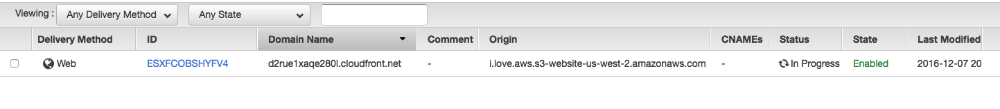 Viewing : Any Delivery Method Any State
Delivery Method ID Domain Name Comment Origin CNAMEs Status State Last Modified
Web ESXFCOBSHYFV4 d2rue1xaqe280l.cloudfront.net - i.love.aws.s3-website-us-west-2.amazonaws.com - In Progress Enabled 2016-12-07 20